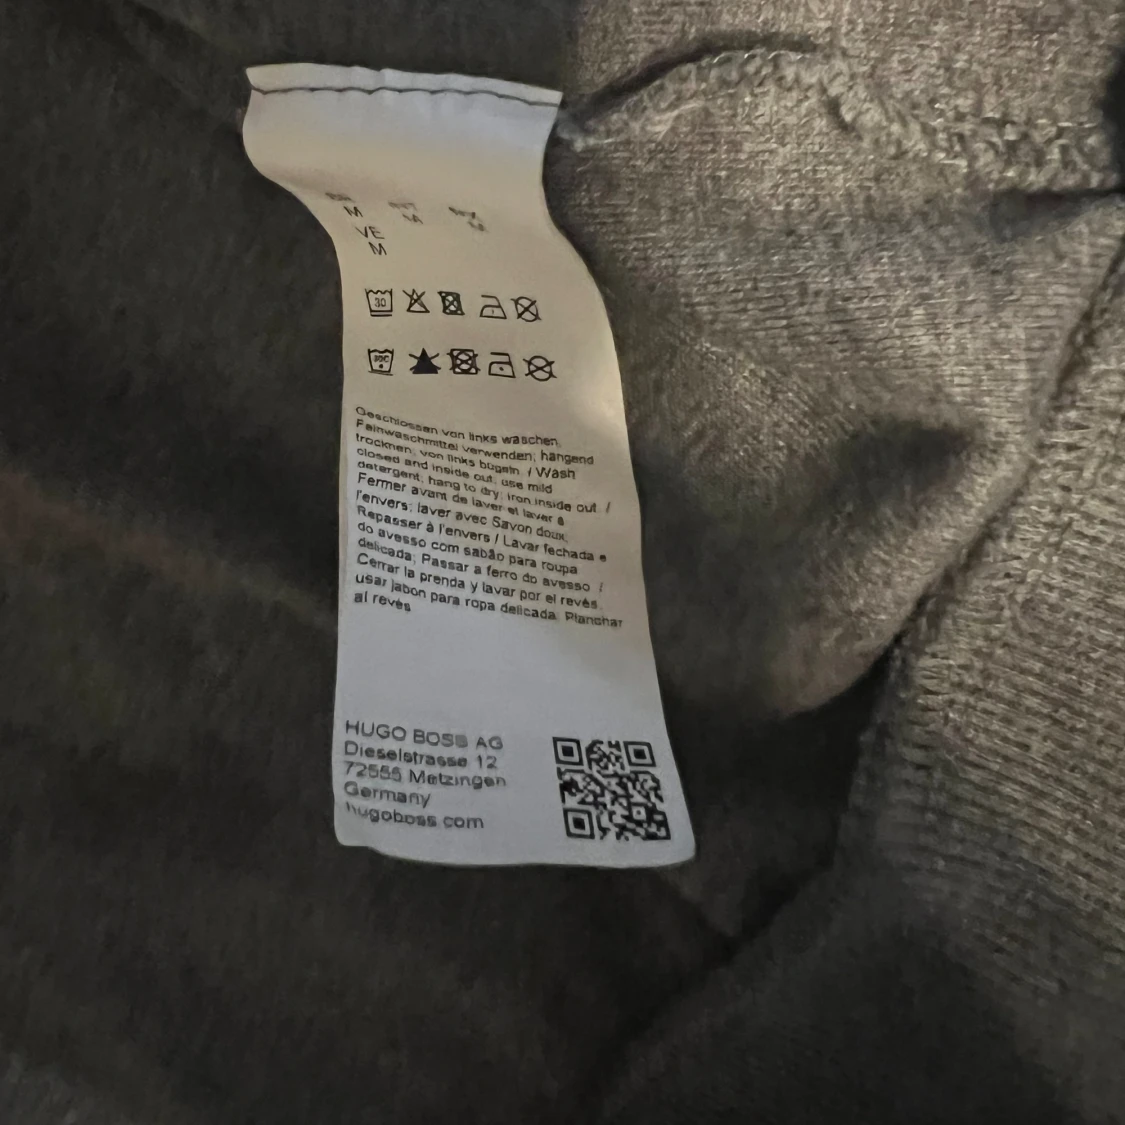 M
VE
M
30
30C
Geschlossen von links waschen;
Feinwaschmittel verwenden; hängend
trocknen; von links bügeln. / Wash
closed and inside out; use mild
detergent; hang to dry; iron inside out. /
Fermer avant de laver et laver à
l'envers; laver avec Savon doux;
Repasser à l'envers / Lavar fechada e
do avesso com sabão para roupa
delicada; Passar a ferro do avesso /
Cerrar la prenda y lavar por el revés.
usar jabon para ropa delicada. Planchar
al revés
HUGO BOSS AG
Dieselstrasse 12
72555 Metzingen
Germany
hugoboss.com